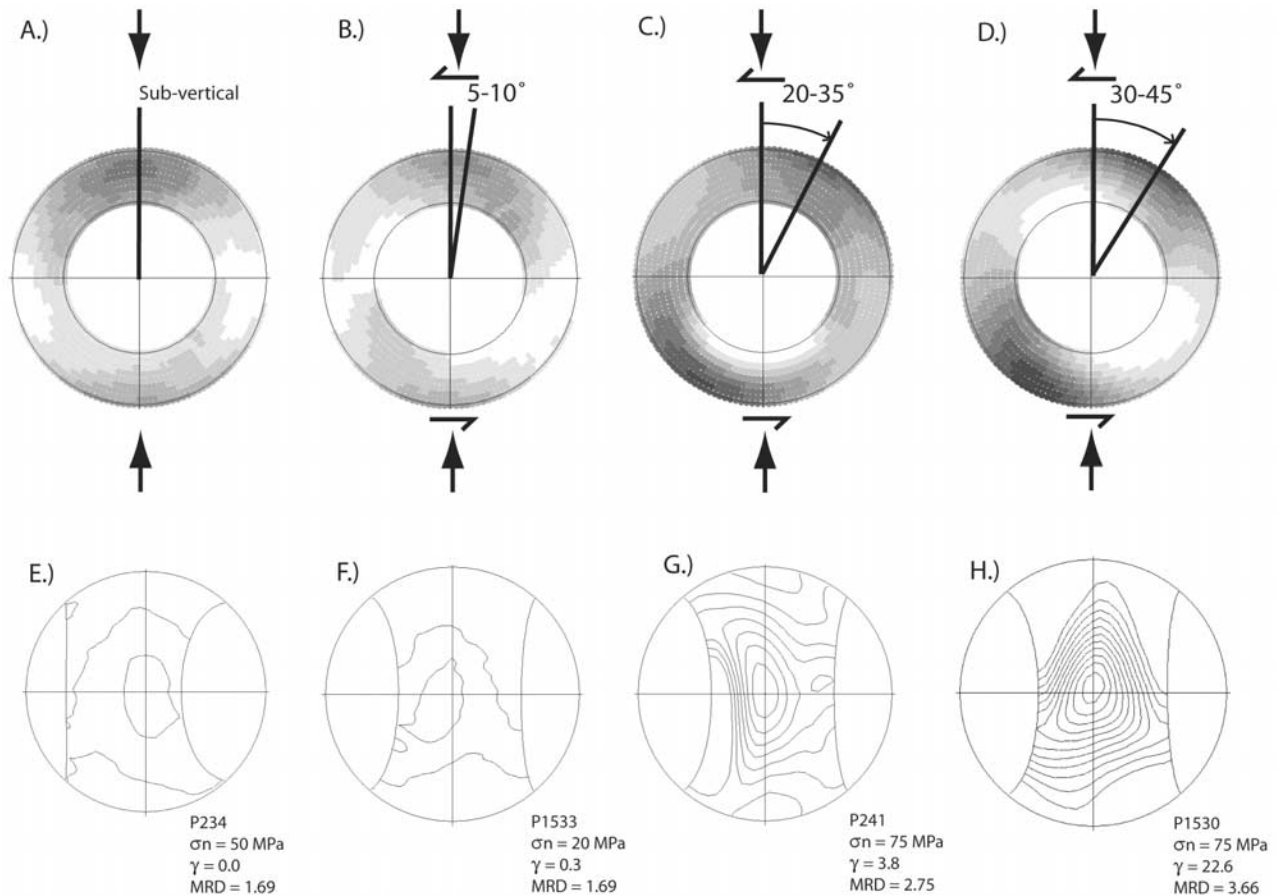 A.)
B.)
C.)
D.)
Sub-vertical
5-10˚
20-35˚
30-45˚
E.)
F.)
G.)
H.)
P234
σn = 50 MPa
γ = 0.0
MRD = 1.69
P1533
σn = 20 MPa
γ = 0.3
MRD = 1.69
P241
σn = 75 MPa
γ = 3.8
MRD = 2.75
P1530
σn = 75 MPa
γ = 22.6
MRD = 3.66